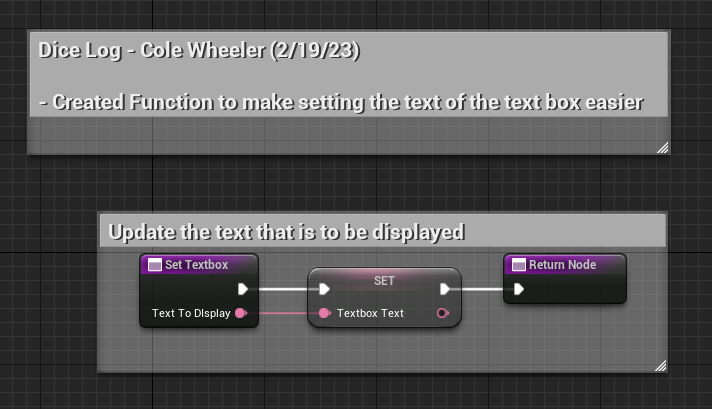 Dice Log - Cole Wheeler (2/19/23)
- Created Function to make setting the text of the text box easier
Update the text that is to be displayed
Set Textbox
SET
Return Node
Text To DIsplay
Textbox Text